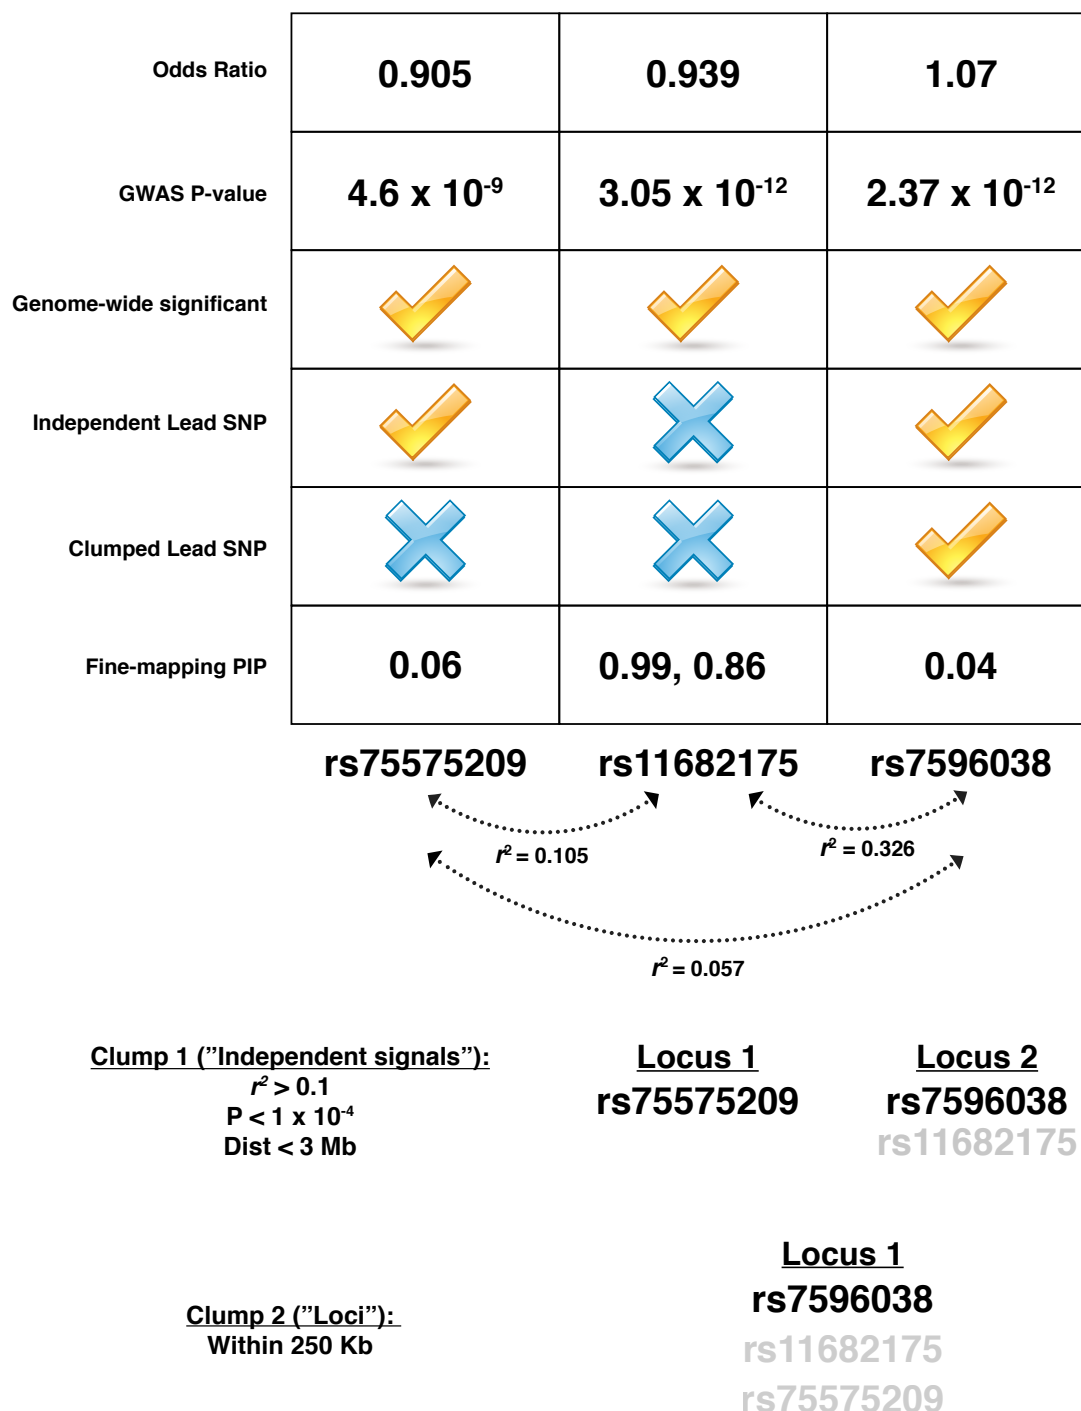 Odds Ratio 0.905 0.939 1.07
GWAS P-value 4.6 x 10⁻⁹ 3.05 x 10⁻¹² 2.37 x 10⁻¹²
Genome-wide significant
Independent Lead SNP
Clumped Lead SNP
Fine-mapping PIP 0.06 0.99, 0.86 0.04
rs75575209 rs11682175 rs7596038
r² = 0.105 r² = 0.326
r² = 0.057
Clump 1 (”Independent signals”): Locus 1 Locus 2
r² > 0.1 rs75575209 rs7596038
P < 1 x 10⁻⁴ rs11682175
Dist < 3 Mb
Locus 1
rs7596038
Clump 2 (”Loci”):
Within 250 Kb rs11682175
rs75575209